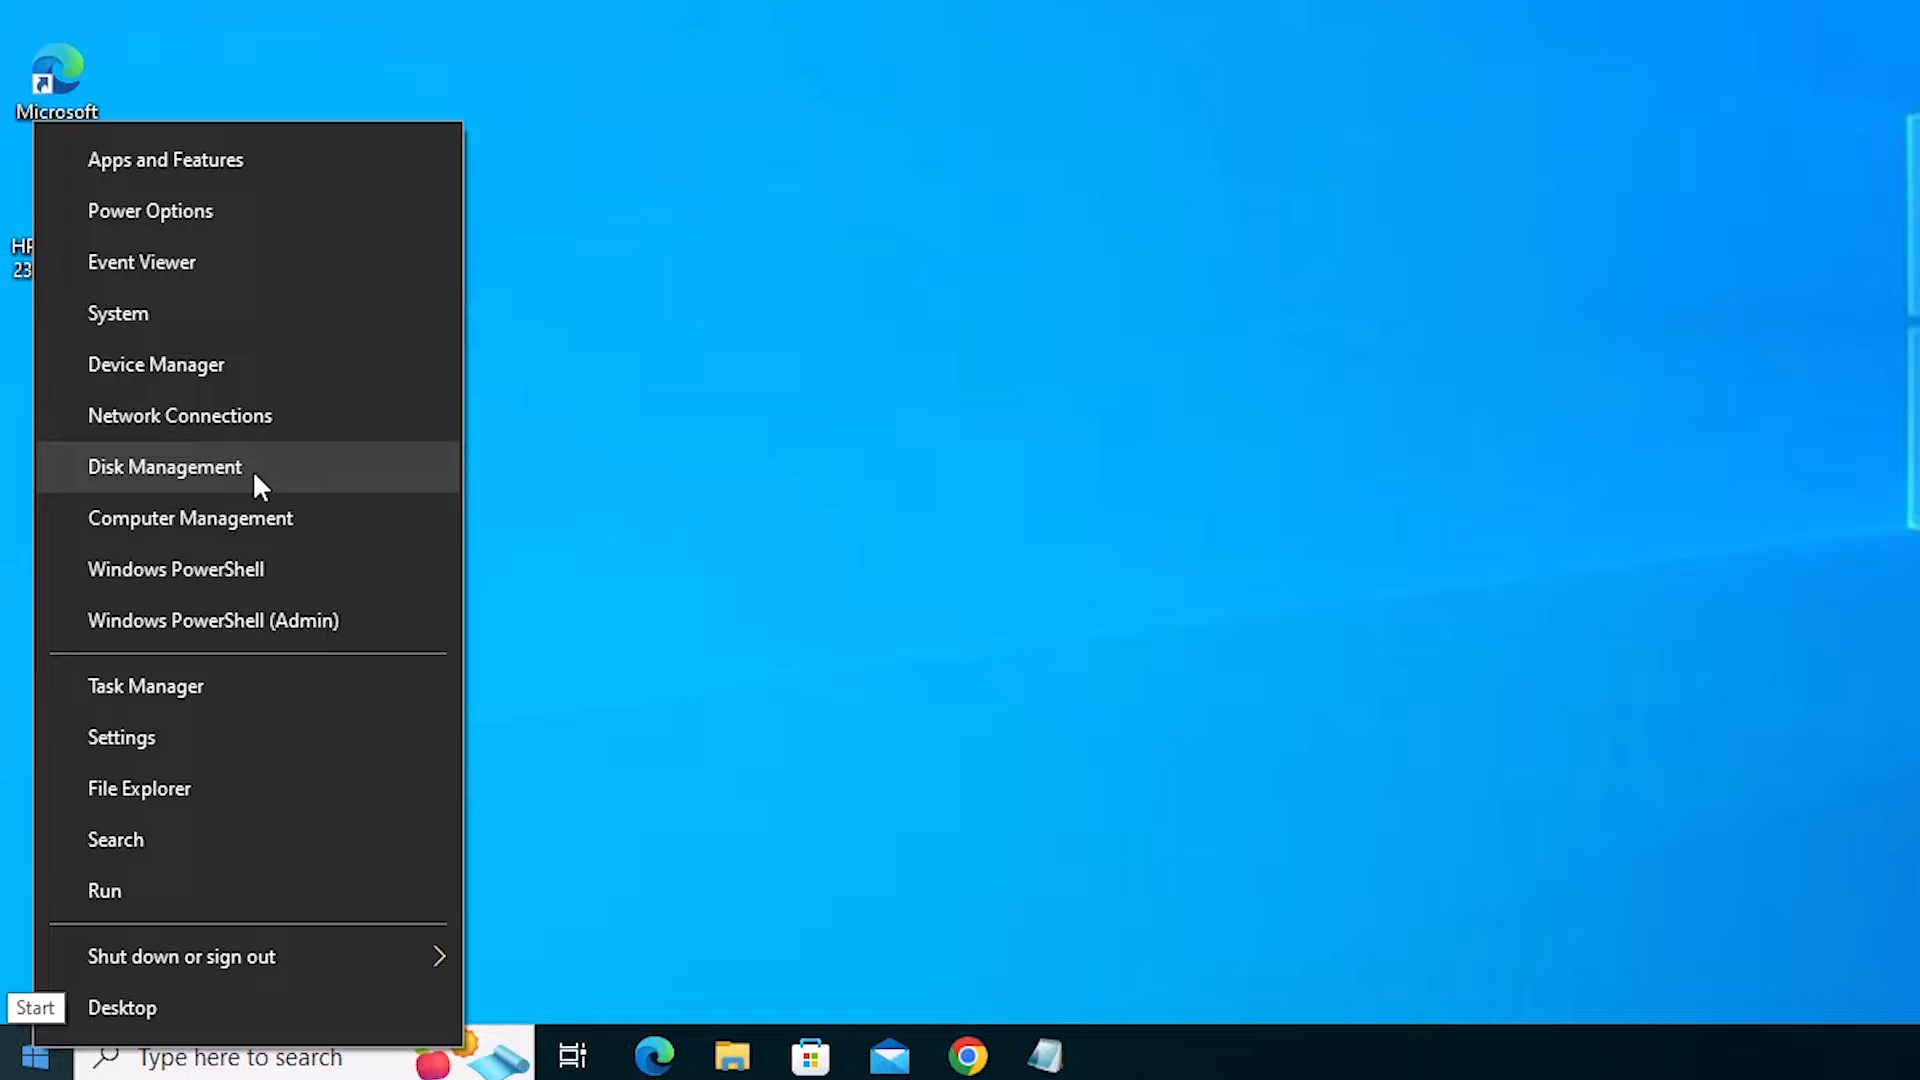 Microsoft
HP
23
Apps and Features
Power Options
Event Viewer
System
Device Manager
Network Connections
Disk Management
Computer Management
Windows PowerShell
Windows PowerShell (Admin)
Task Manager
Settings
File Explorer
Search
Run
Shut down or sign out
Desktop
Start
Type here to search